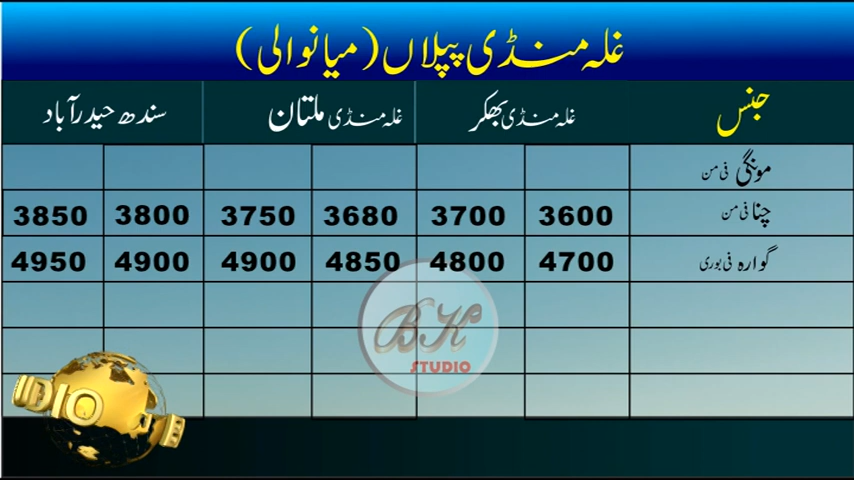 غلہ منڈی پپلاں (میانوالی)
جنس غلہ منڈی بھکر غلہ منڈی ملتان سندھ حیدرآباد
مونگی فی من
چنا فی من 3600 3700 3680 3750 3800 3850
گوارہ فی بوری 4700 4800 4850 4900 4900 4950
BK
STUDIO